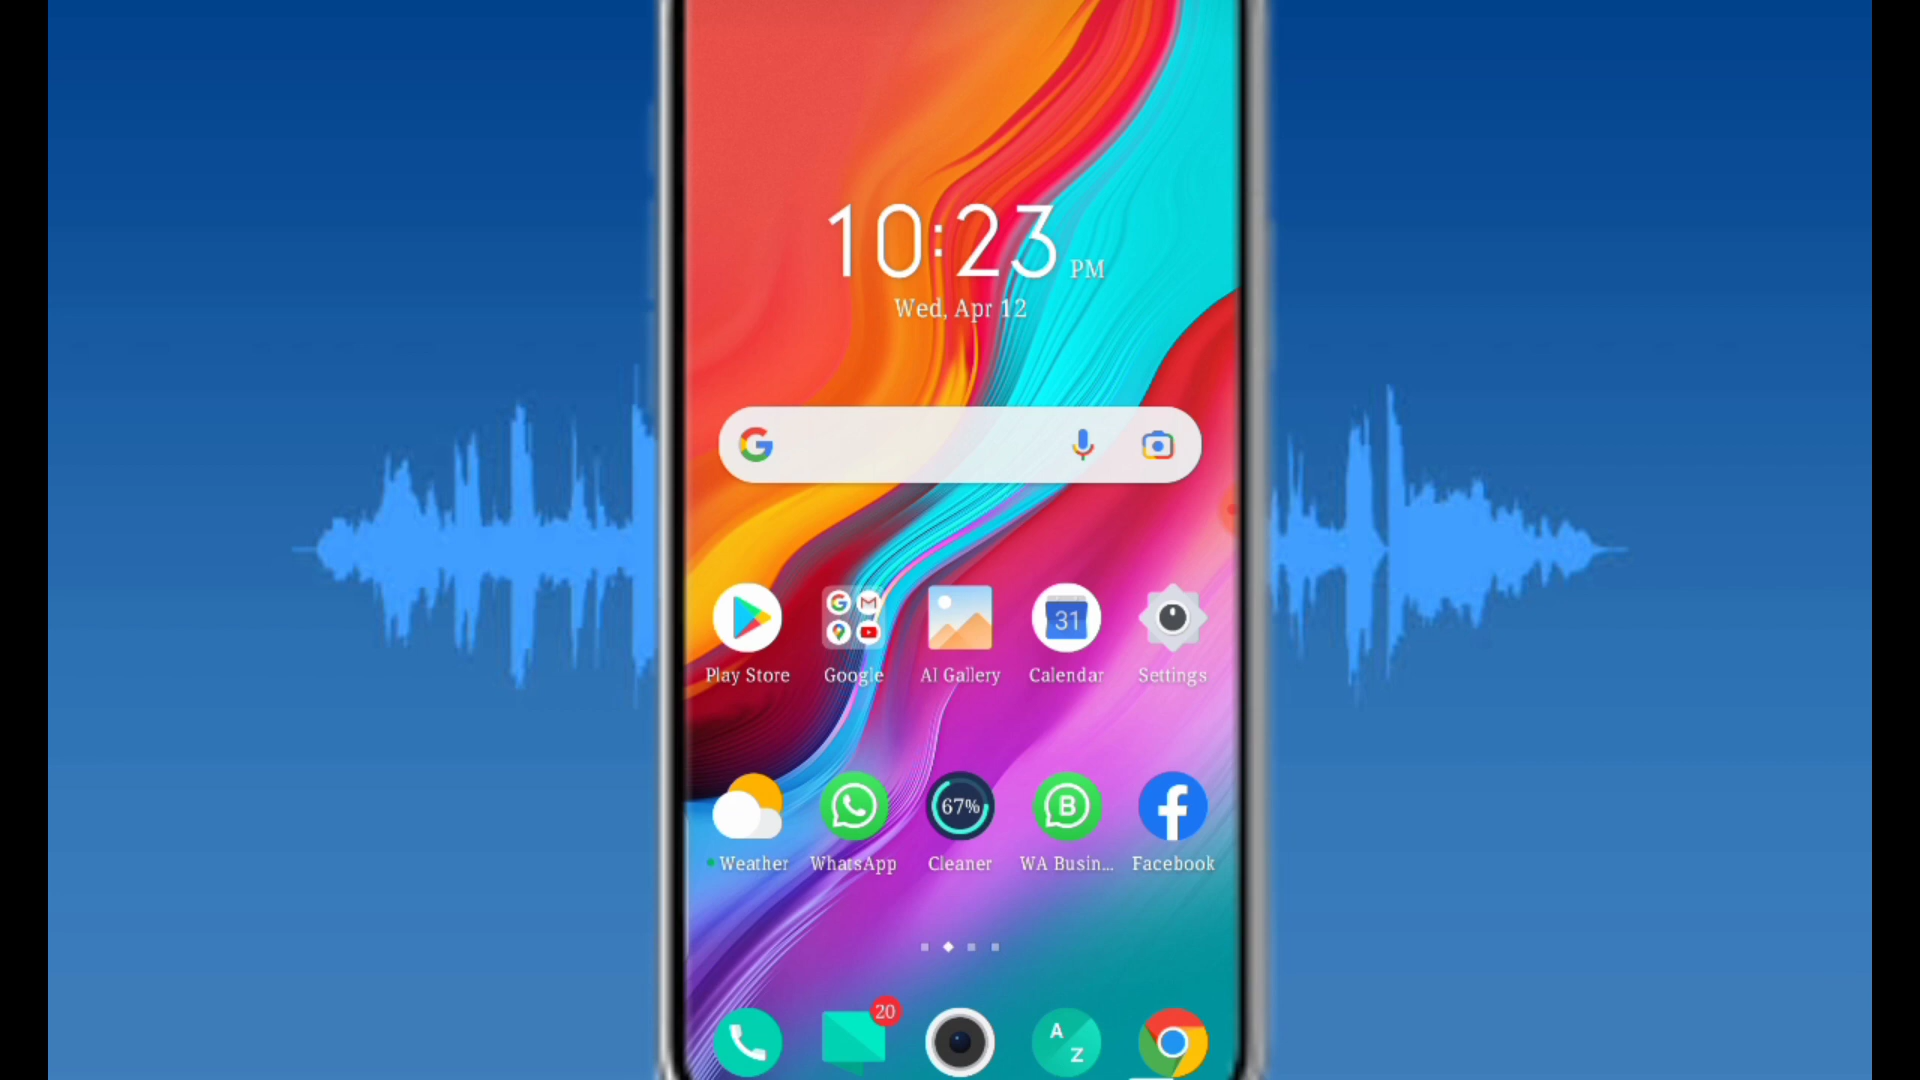 10:23 PM
Wed, Apr 12
31
Play Store Google AI Gallery Calendar Settings
67% B
Weather WhatsApp Cleaner WA Busin... Facebook
20
A
Z